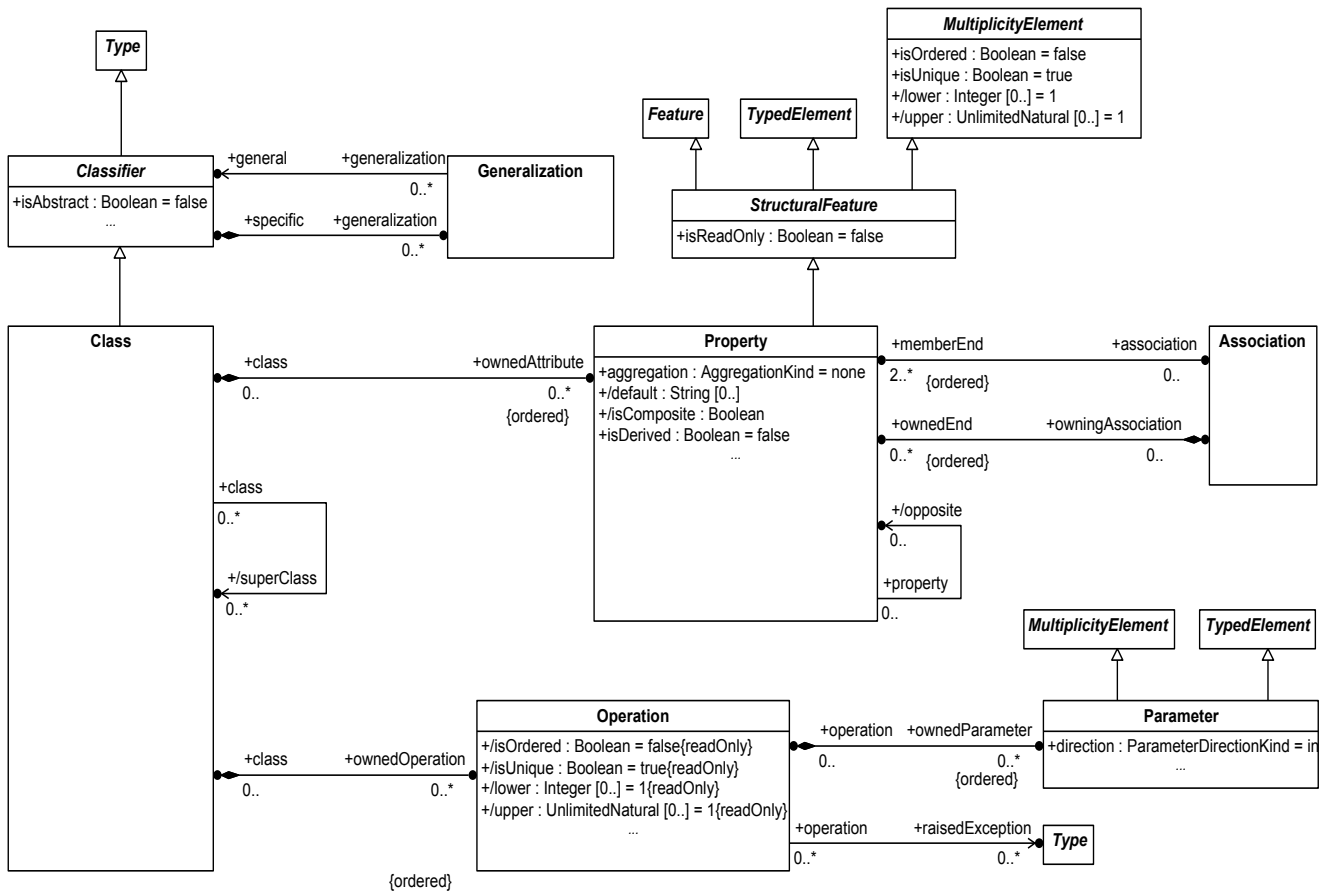 MultiplicityElement
+isOrdered : Boolean = false
+isUnique : Boolean = true
+/lower : Integer [0..] = 1
+/upper : UnlimitedNatural [0..] = 1
Type
Feature
TypedElement
Classifier
+isAbstract : Boolean = false
...
+general
+generalization
0..*
+specific
+generalization
0..*
Generalization
StructuralFeature
+isReadOnly : Boolean = false
Class
+class
0..
+ownedAttribute
0..*
{ordered}
Property
+aggregation : AggregationKind = none
+/default : String [0..]
+/isComposite : Boolean
+isDerived : Boolean = false
...
+memberEnd
2..*
{ordered}
+association
0..
Association
+ownedEnd
0..*
{ordered}
+owningAssociation
0..
+class
0..*
+/superClass
0..*
+/opposite
0..
+property
0..
MultiplicityElement
TypedElement
+class
0..
+ownedOperation
0..*
{ordered}
Operation
+/isOrdered : Boolean = false{readOnly}
+/isUnique : Boolean = true{readOnly}
+/lower : Integer [0..] = 1{readOnly}
+/upper : UnlimitedNatural [0..] = 1{readOnly}
...
+operation
0..
+ownedParameter
0..*
{ordered}
Parameter
+direction : ParameterDirectionKind = in
...
+operation
0..*
+raisedException
0..*
Type